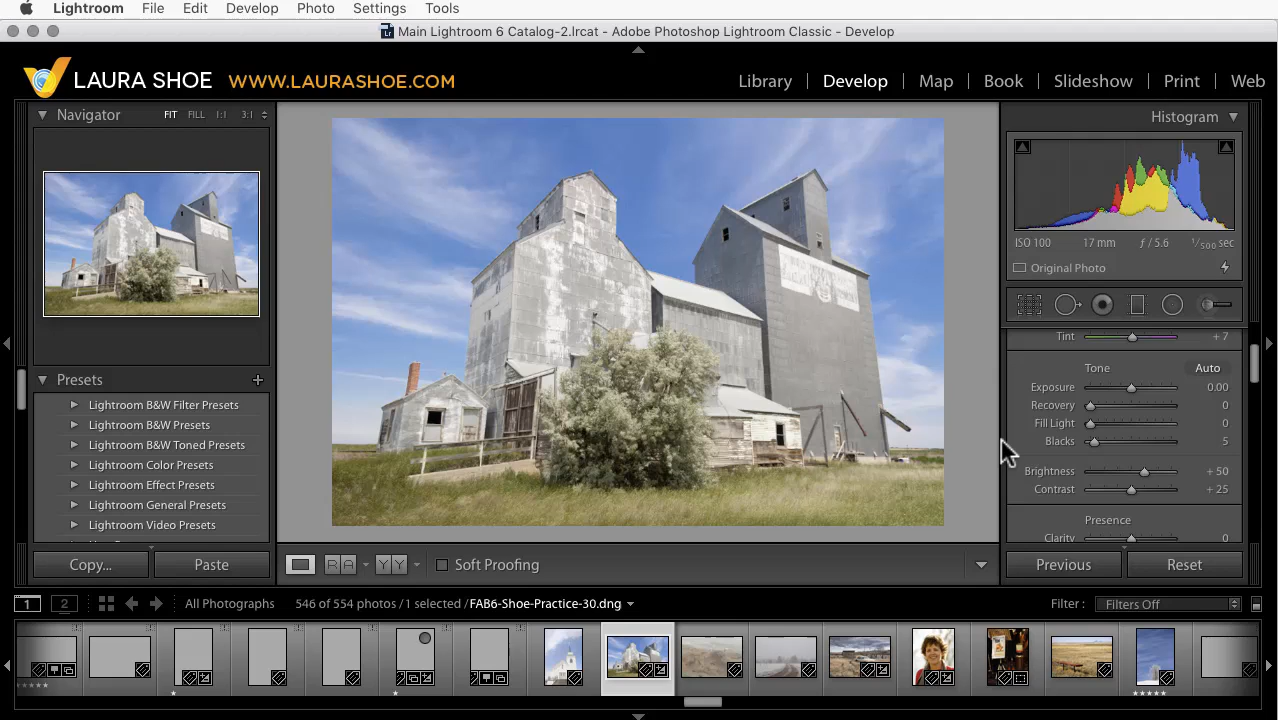 Lightroom File Edit Develop Photo Settings Tools
Main Lightroom 6 Catalog-2.lrcat - Adobe Photoshop Lightroom Classic - Develop
LAURA SHOE WWW.LAURASHOE.COM
Library Develop Map Book Slideshow Print Web
Navigator FIT FILL 1:1 3:1
Histogram
ISO 100 17 mm ƒ / 5.6 1/500 sec
Original Photo
Tint + 7
Tone Auto
Exposure 0.00
Recovery 0
Fill Light 0
Blacks 5
Brightness + 50
Contrast + 25
Presence
Clarity 0
Presets
Lightroom B&W Filter Presets
Lightroom B&W Presets
Lightroom B&W Toned Presets
Lightroom Color Presets
Lightroom Effect Presets
Lightroom General Presets
Lightroom Video Presets
Copy... Paste
R A Y Y Soft Proofing
Previous Reset
1 2 All Photographs 546 of 554 photos / 1 selected / FAB6-Shoe-Practice-30.dng
Filter : Filters Off